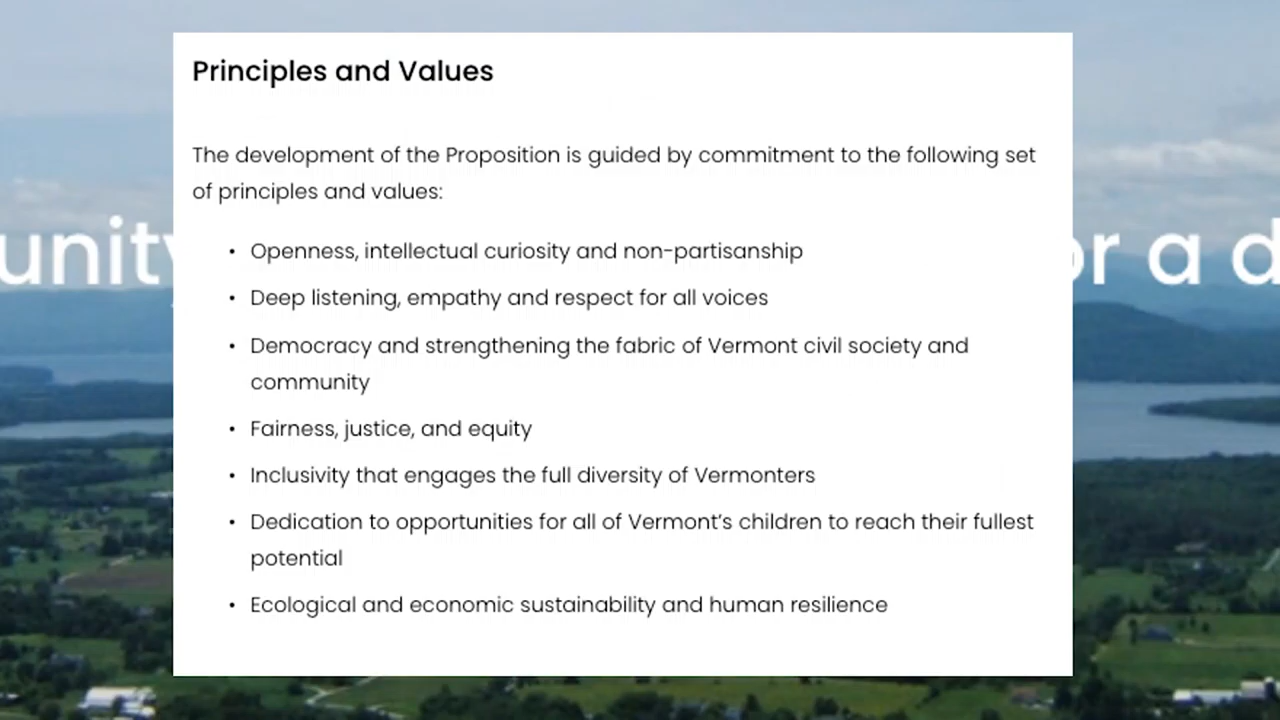 Principles and Values
The development of the Proposition is guided by commitment to the following set
of principles and values:
unity
or a d
• Openness, intellectual curiosity and non-partisanship
• Deep listening, empathy and respect for all voices
• Democracy and strengthening the fabric of Vermont civil society and
community
• Fairness, justice, and equity
• Inclusivity that engages the full diversity of Vermonters
• Dedication to opportunities for all of Vermont's children to reach their fullest
potential
• Ecological and economic sustainability and human resilience